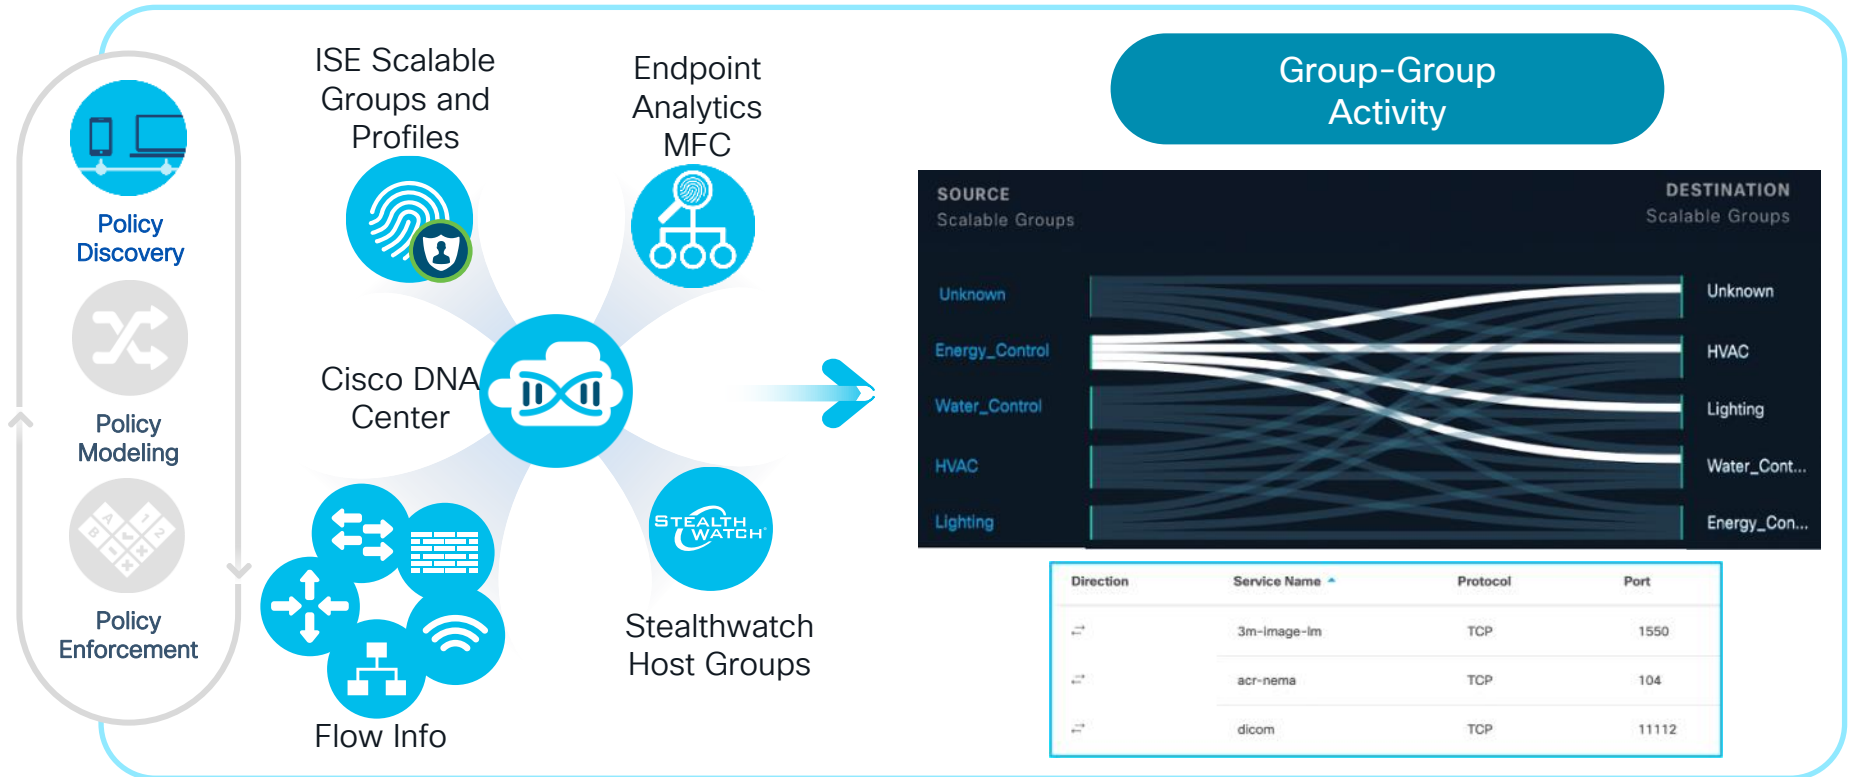 Policy
Discovery
Policy
Modeling
Policy
Enforcement
ISE Scalable
Groups and
Profiles
Endpoint
Analytics
MFC
Cisco DNA
Center
STEALTH
WATCH
Stealthwatch
Host Groups
Flow Info
Group-Group
Activity
SOURCE
Scalable Groups
DESTINATION
Scalable Groups
Unknown
Energy_Control
Water_Control
HVAC
Lighting
Unknown
HVAC
Lighting
Water_Cont...
Energy_Con...
Direction Service Name Protocol Port
3m-image-lm TCP 1550
acr-nema TCP 104
dicom TCP 11112
A
B
1
2